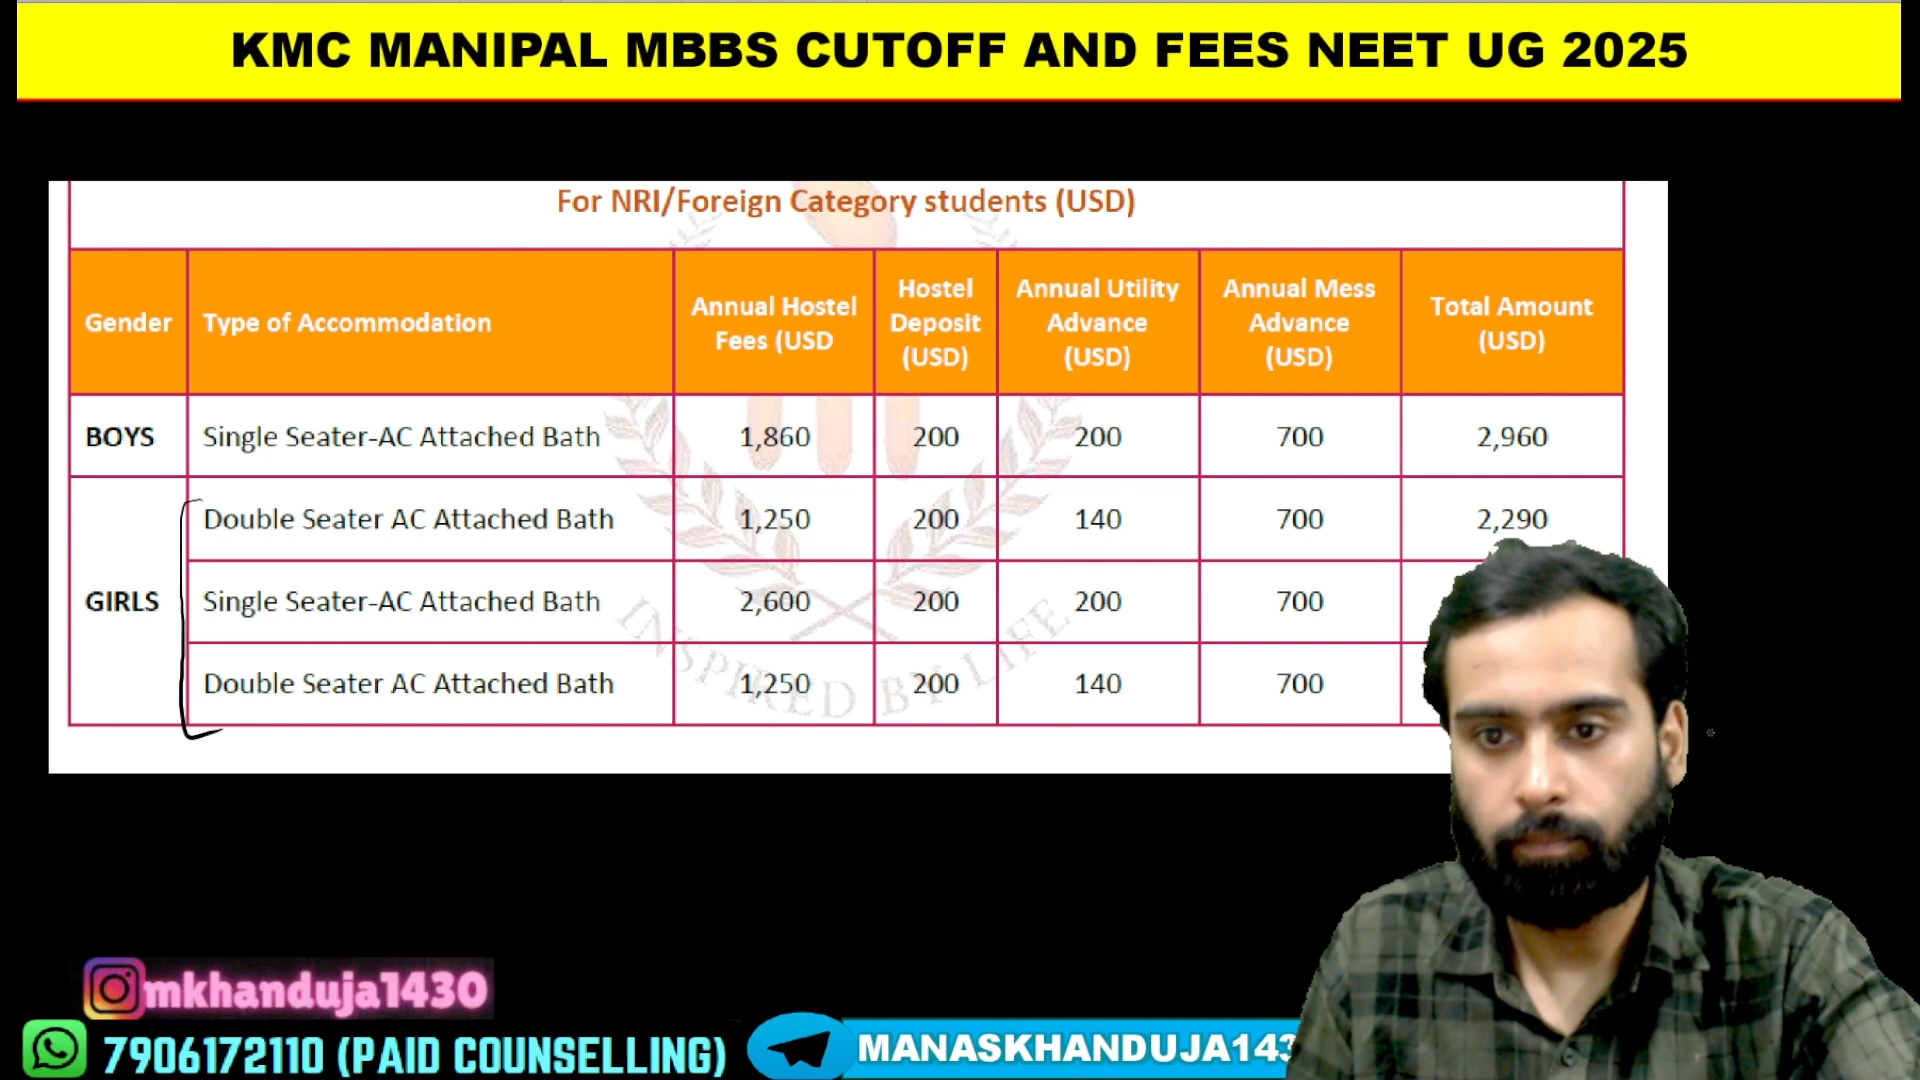 KMC MANIPAL MBBS CUTOFF AND FEES NEET UG 2025
For NRI/Foreign Category students (USD)
Gender Type of Accommodation Annual Hostel Fees (USD Hostel Deposit (USD) Annual Utility Advance (USD) Annual Mess Advance (USD) Total Amount (USD)
BOYS Single Seater-AC Attached Bath 1,860 200 200 700 2,960
GIRLS Double Seater AC Attached Bath 1,250 200 140 700 2,290
Single Seater-AC Attached Bath 2,600 200 200 700
Double Seater AC Attached Bath 1,250 200 140 700
INSPIRED BY LIFE
mkhanduja1430
7906172110 (PAID COUNSELLING)
MANASKHANDUJA143